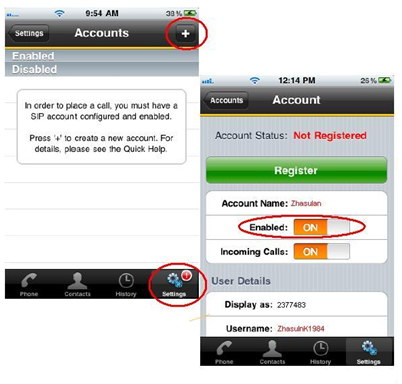 9:54 AM 38%
Settings Accounts +
Enabled
Disabled
In order to place a call, you must have a
SIP account configured and enabled.
Press '+' to create a new account. For
details, please see the Quick Help.
Phone Contacts History Settings
12:14 PM 26%
Accounts Account
Account Status: Not Registered
Register
Account Name: Zhasulan
Enabled: ON
Incoming Calls: ON
User Details
Display as: 2377483
Username: ZhasulnK1984
Phone Contacts History Settings